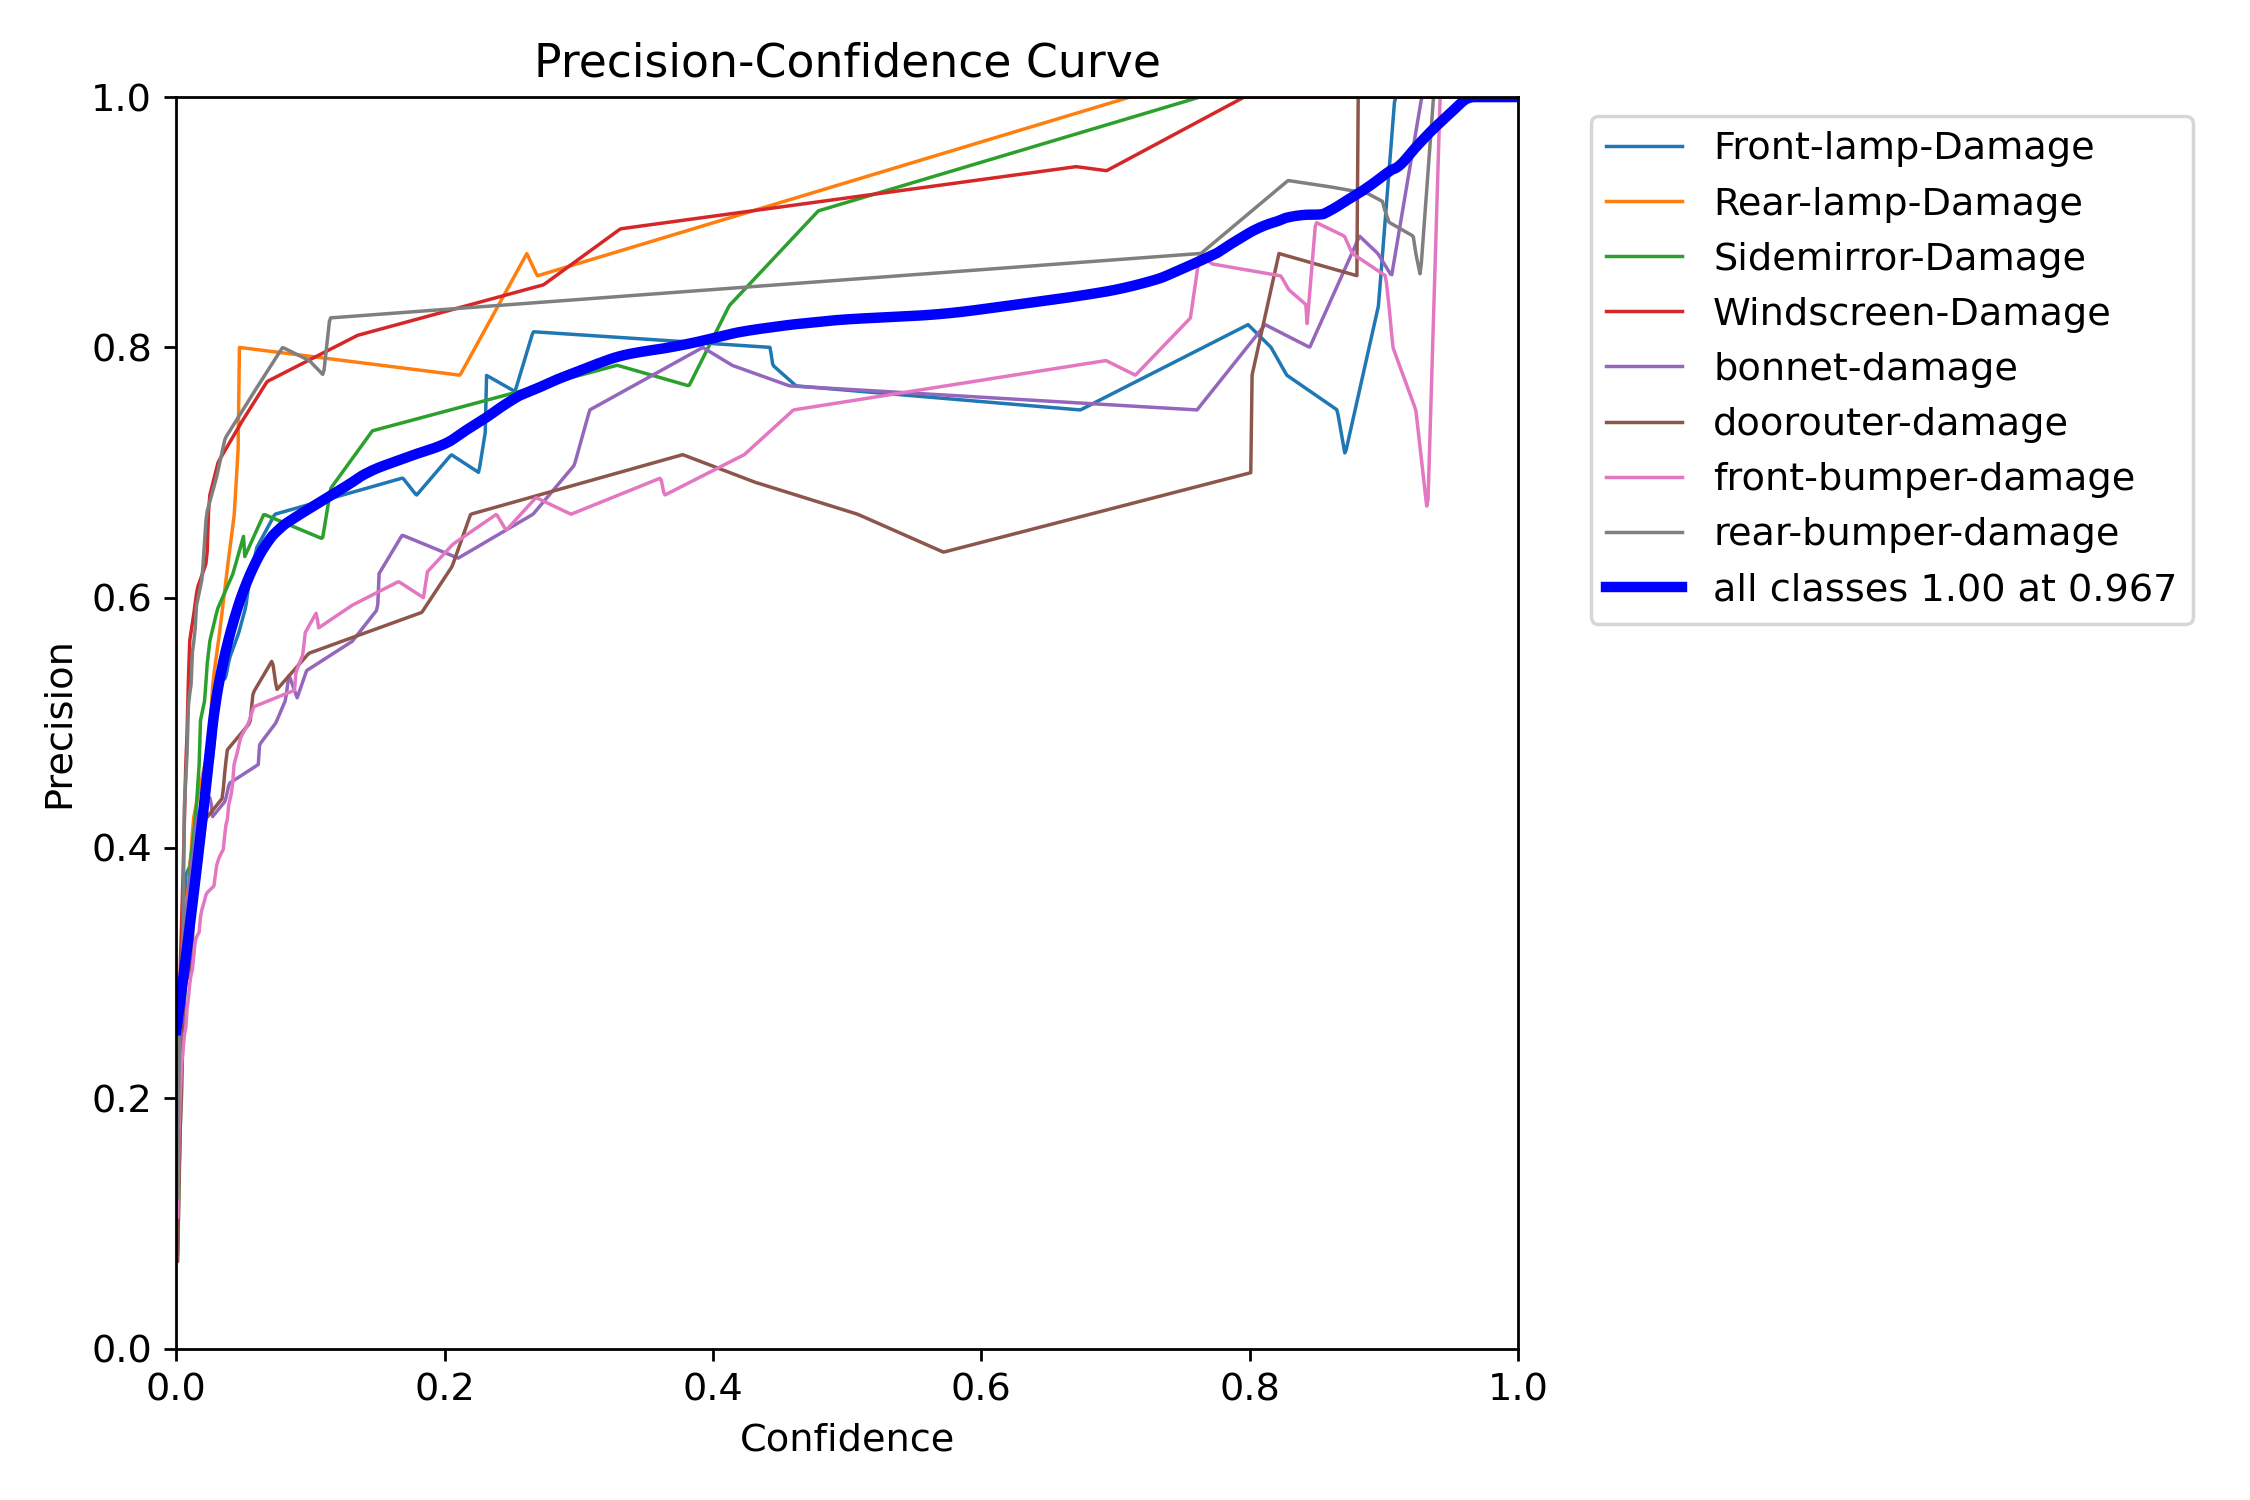 Precision-Confidence Curve
1.0
0.8
0.6
0.4
0.2
0.0
Precision
0.0 0.2 0.4 0.6 0.8 1.0
Confidence
Front-lamp-Damage
Rear-lamp-Damage
Sidemirror-Damage
Windscreen-Damage
bonnet-damage
doorouter-damage
front-bumper-damage
rear-bumper-damage
all classes 1.00 at 0.967